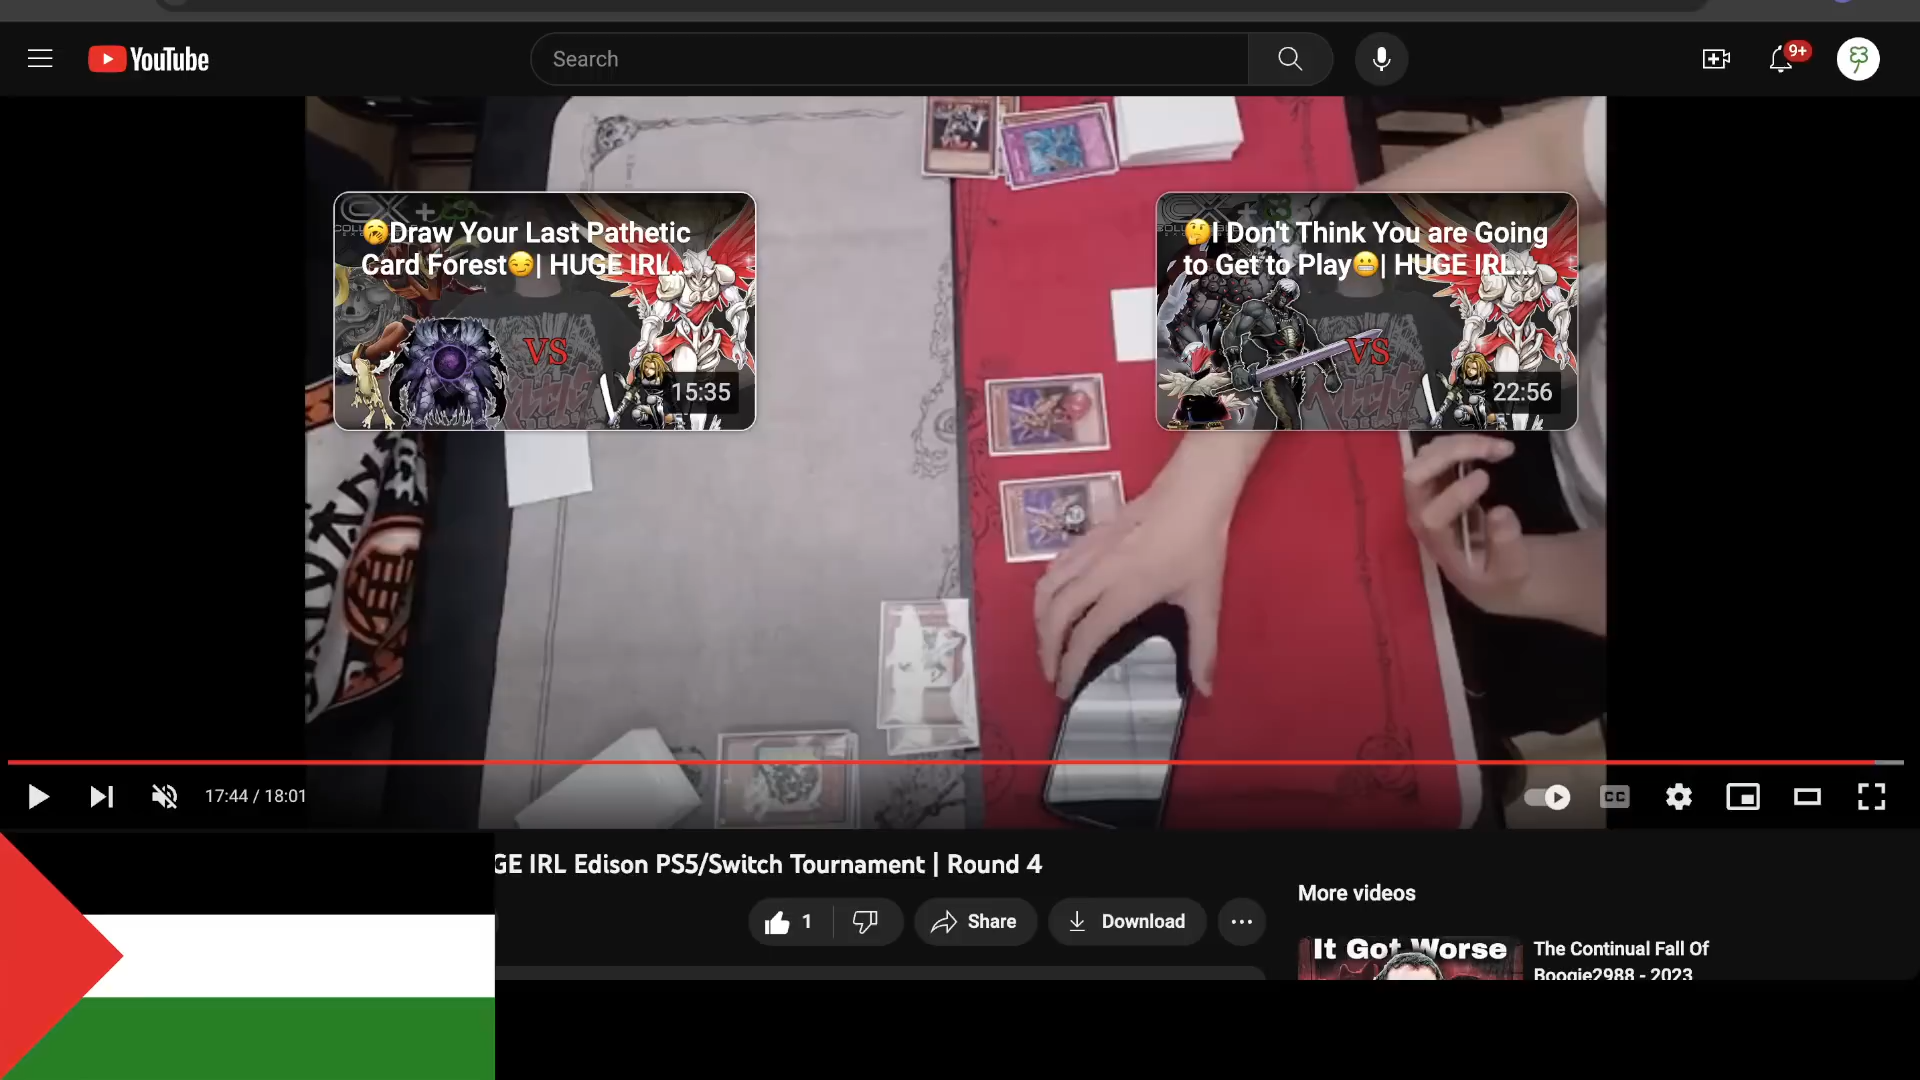 YouTube
Search
9+
🥱Draw Your Last Pathetic
Card Forest😏| HUGE IRL...
VS
15:35
🤔I Don't Think You are Going
to Get to Play😬| HUGE IRL...
VS
22:56
17:44 / 18:01
CC
GE IRL Edison PS5/Switch Tournament | Round 4
1
Share
Download
More videos
It Got Worse
The Continual Fall Of
Boogie2988 - 2023